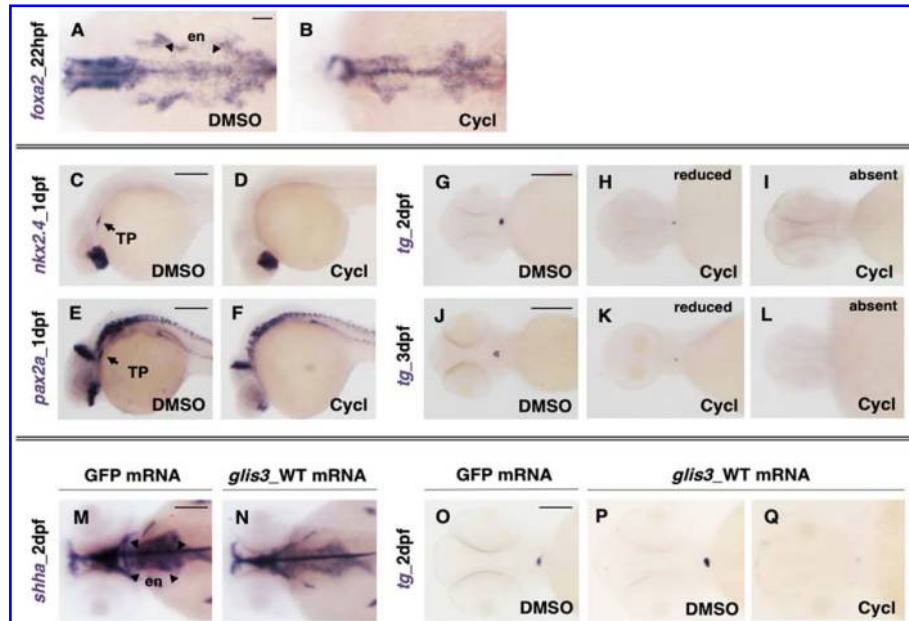 A
en
B
foxa2_22hpf
DMSO
Cycl
C
D
G
H
reduced
I
absent
nkx2.4_1dpf
TP
DMSO
Cycl
tg_2dpf
DMSO
Cycl
Cycl
E
F
J
K
reduced
L
absent
pax2a_1dpf
TP
DMSO
Cycl
tg_3dpf
DMSO
Cycl
Cycl
GFP mRNA
glis3_WT mRNA
GFP mRNA
glis3_WT mRNA
M
N
O
P
Q
shha_2dpf
en
tg_2dpf
DMSO
DMSO
Cycl